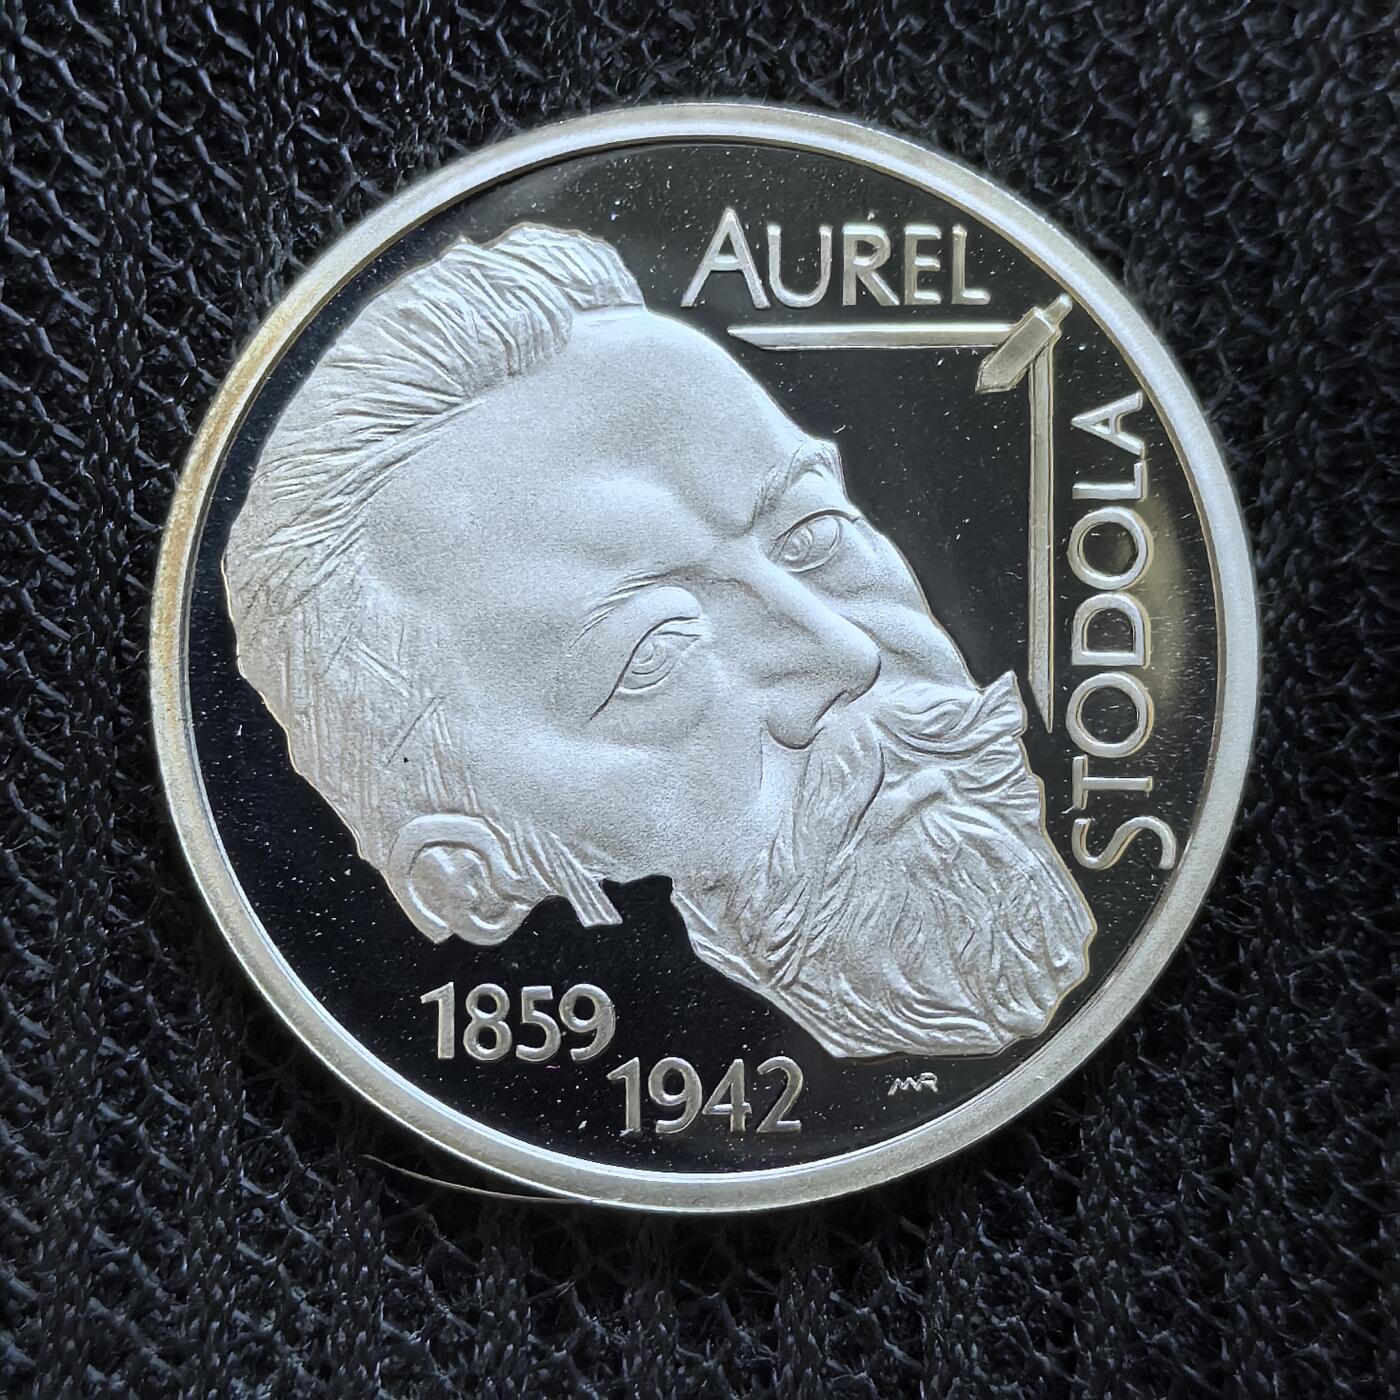 AUREL
STODOLA
1859
1942
MR